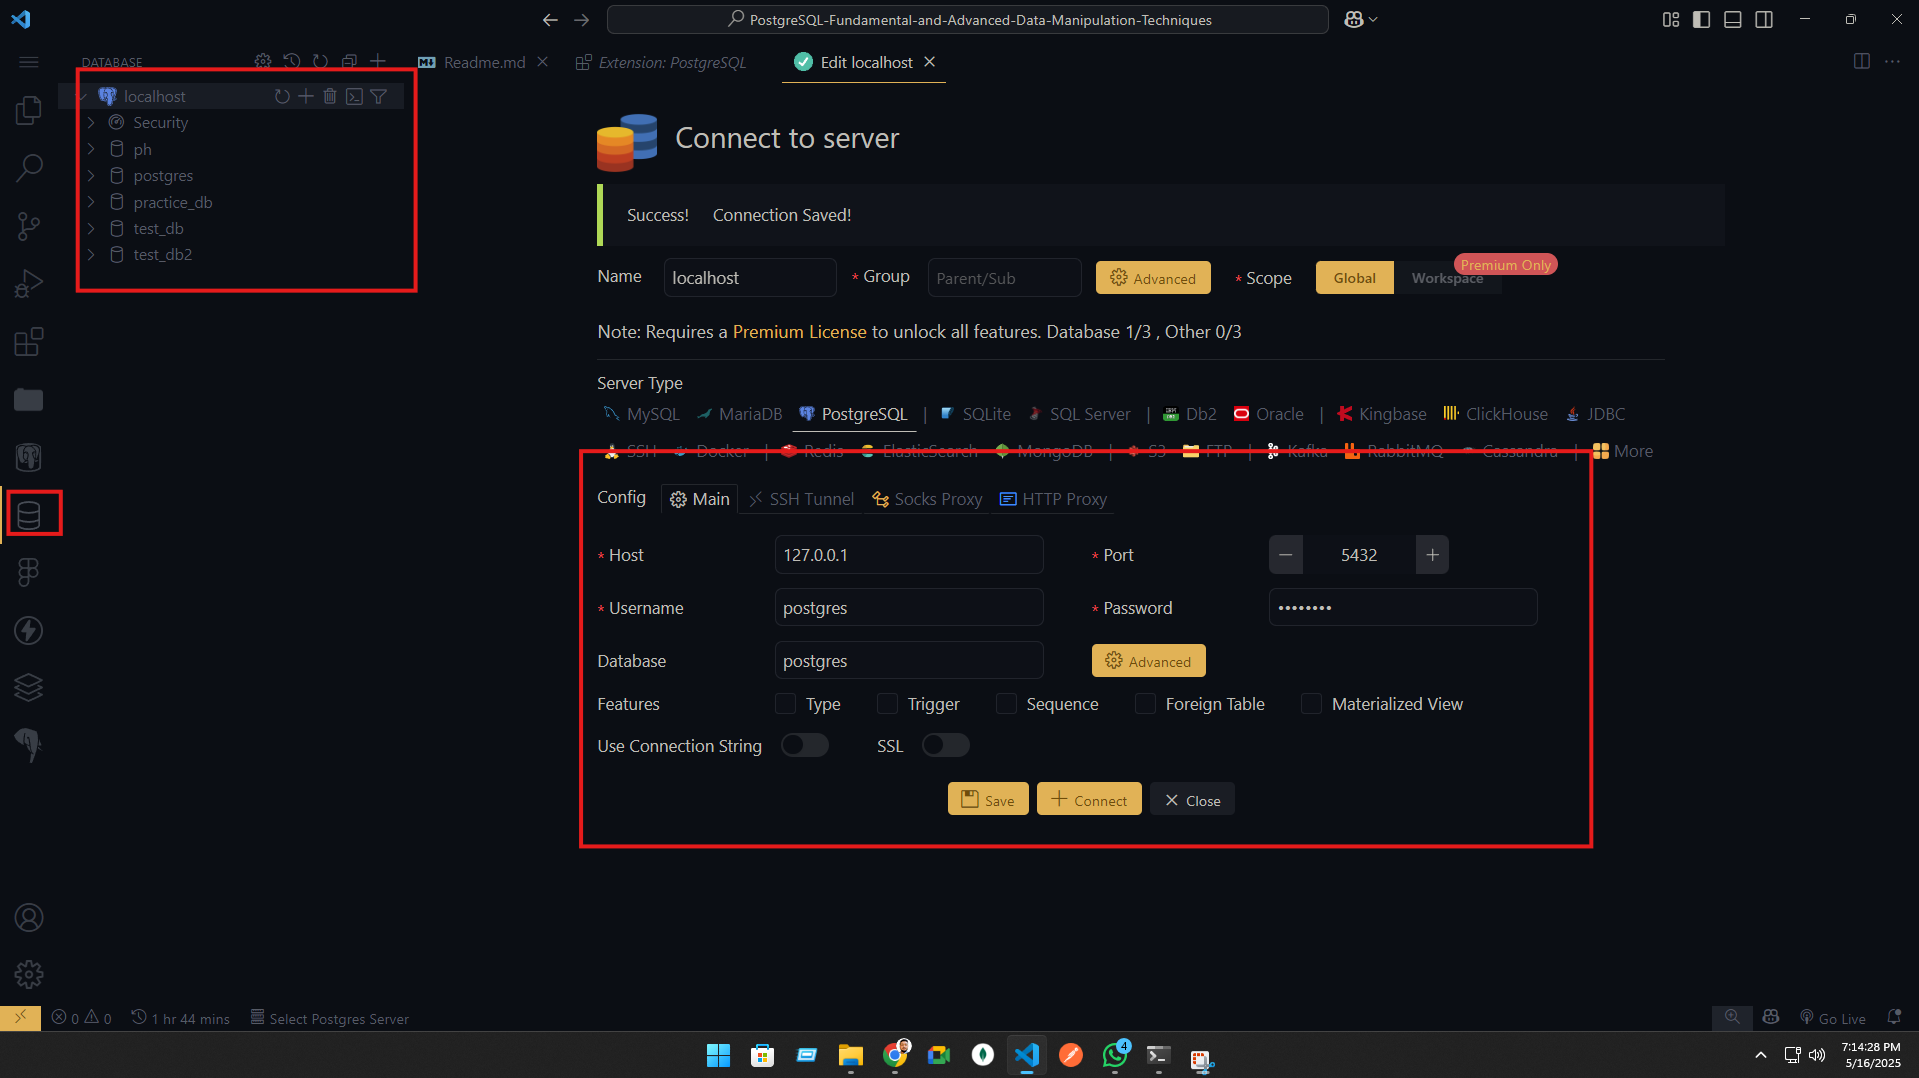 PostgreSQL-Fundamental-and-Advanced-Data-Manipulation-Techniques
DATABASE
Readme.md
Extension: PostgreSQL
Edit localhost
localhost
Security
ph
postgres
practice_db
test_db
test_db2
Connect to server
Success! Connection Saved!
Name localhost * Group Parent/Sub Advanced * Scope Global Workspace Premium Only
Note: Requires a Premium License to unlock all features. Database 1/3 , Other 0/3
Server Type
MySQL MariaDB PostgreSQL | SQLite SQL Server | Db2 Oracle | Kingbase ClickHouse JDBC
SSH Docker | Redis ElasticSearch MongoDB | S3 FTP | Kafka RabbitMQ Cassandra | More
Config Main SSH Tunnel Socks Proxy HTTP Proxy
* Host 127.0.0.1 * Port 5432
* Username postgres * Password ••••••••
Database postgres Advanced
Features Type Trigger Sequence Foreign Table Materialized View
Use Connection String SSL
Save Connect Close
0 0 1 hr 44 mins Select Postgres Server Go Live
4
7:14:28 PM
5/16/2025